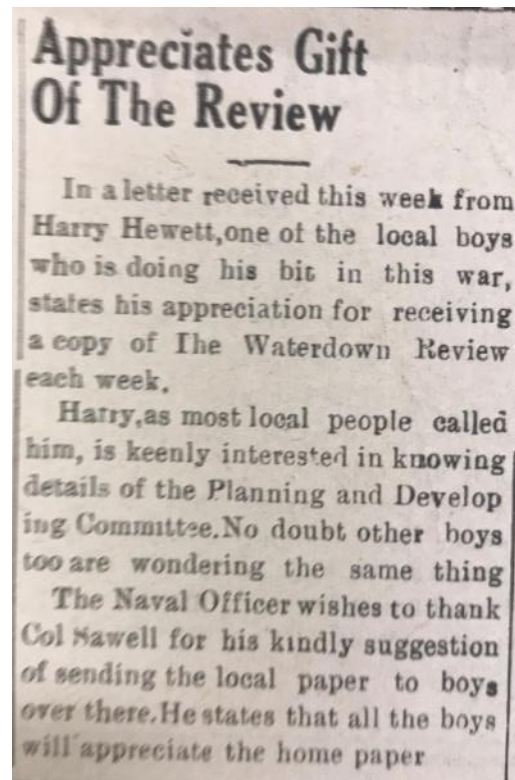 Appreciates Gift
Of The Review
In a letter received this week from
Harry Hewett,one of the local boys
who is doing his bit in this war,
states his appreciation for receiving
a copy of The Waterdown Review
each week.
Harry,as most local people called
him, is keenly interested in knowing
details of the Planning and Develop
ing Committee.No doubt other boys
too are wondering the same thing
The Naval Officer wishes to thank
Col Sawell for his kindly suggestion
of sending the local paper to boys
over there.He states that all the boys
will appreciate the home paper